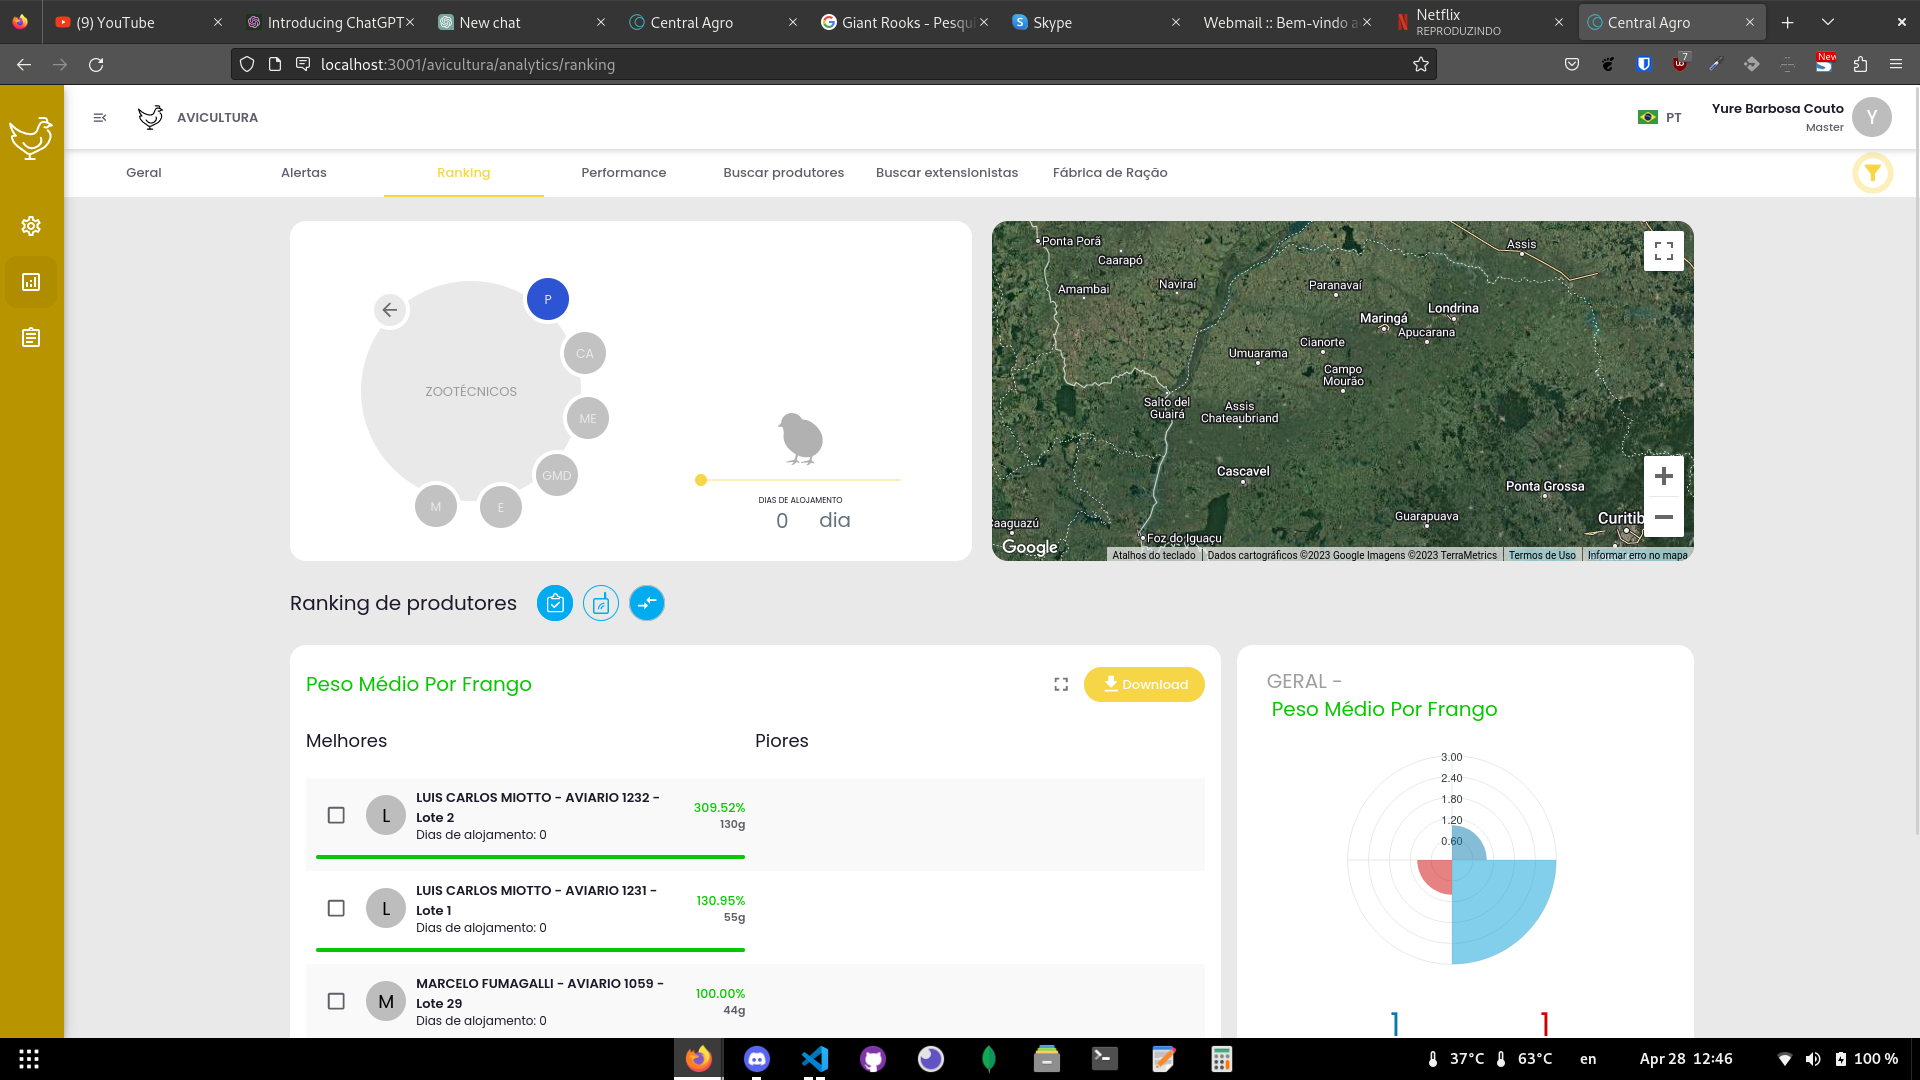 (9) YouTube
Introducing ChatGPT
New chat
Central Agro
Giant Rooks - Pesqui
Skype
Webmail :: Bem-vindo a
Netflix
REPRODUZINDO
Central Agro
localhost:3001/avicultura/analytics/ranking
7
New
AVICULTURA
PT
Yure Barbosa Couto
Master
Y
Geral
Alertas
Ranking
Performance
Buscar produtores
Buscar extensionistas
Fábrica de Ração
P
CA
ME
GMD
E
M
ZOOTÉCNICOS
DIAS DE ALOJAMENTO
0 dia
Ponta Porã
Caarapó
Amambai
Naviraí
Assis
Paranavaí
Londrina
Maringá
Apucarana
Cianorte
Umuarama
Campo
Mourão
Salto del
Guairá
Assis
Chateaubriand
Cascavel
Ponta Grossa
Guarapuava
Curitib
aaguazú
Foz do Iguaçu
Google
Atalhos do teclado
Dados cartográficos ©2023 Google Imagens ©2023 TerraMetrics
Termos de Uso
Informar erro no mapa
Ranking de produtores
Peso Médio Por Frango
Download
Melhores
Piores
L
LUIS CARLOS MIOTTO - AVIARIO 1232 -
Lote 2
Dias de alojamento: 0
309.52%
130g
L
LUIS CARLOS MIOTTO - AVIARIO 1231 -
Lote 1
Dias de alojamento: 0
130.95%
55g
M
MARCELO FUMAGALLI - AVIARIO 1059 -
Lote 29
Dias de alojamento: 0
100.00%
44g
GERAL -
Peso Médio Por Frango
3.00
2.40
1.80
1.20
0.60
1
1
37°C
63°C
en
Apr 28 12:46
100 %